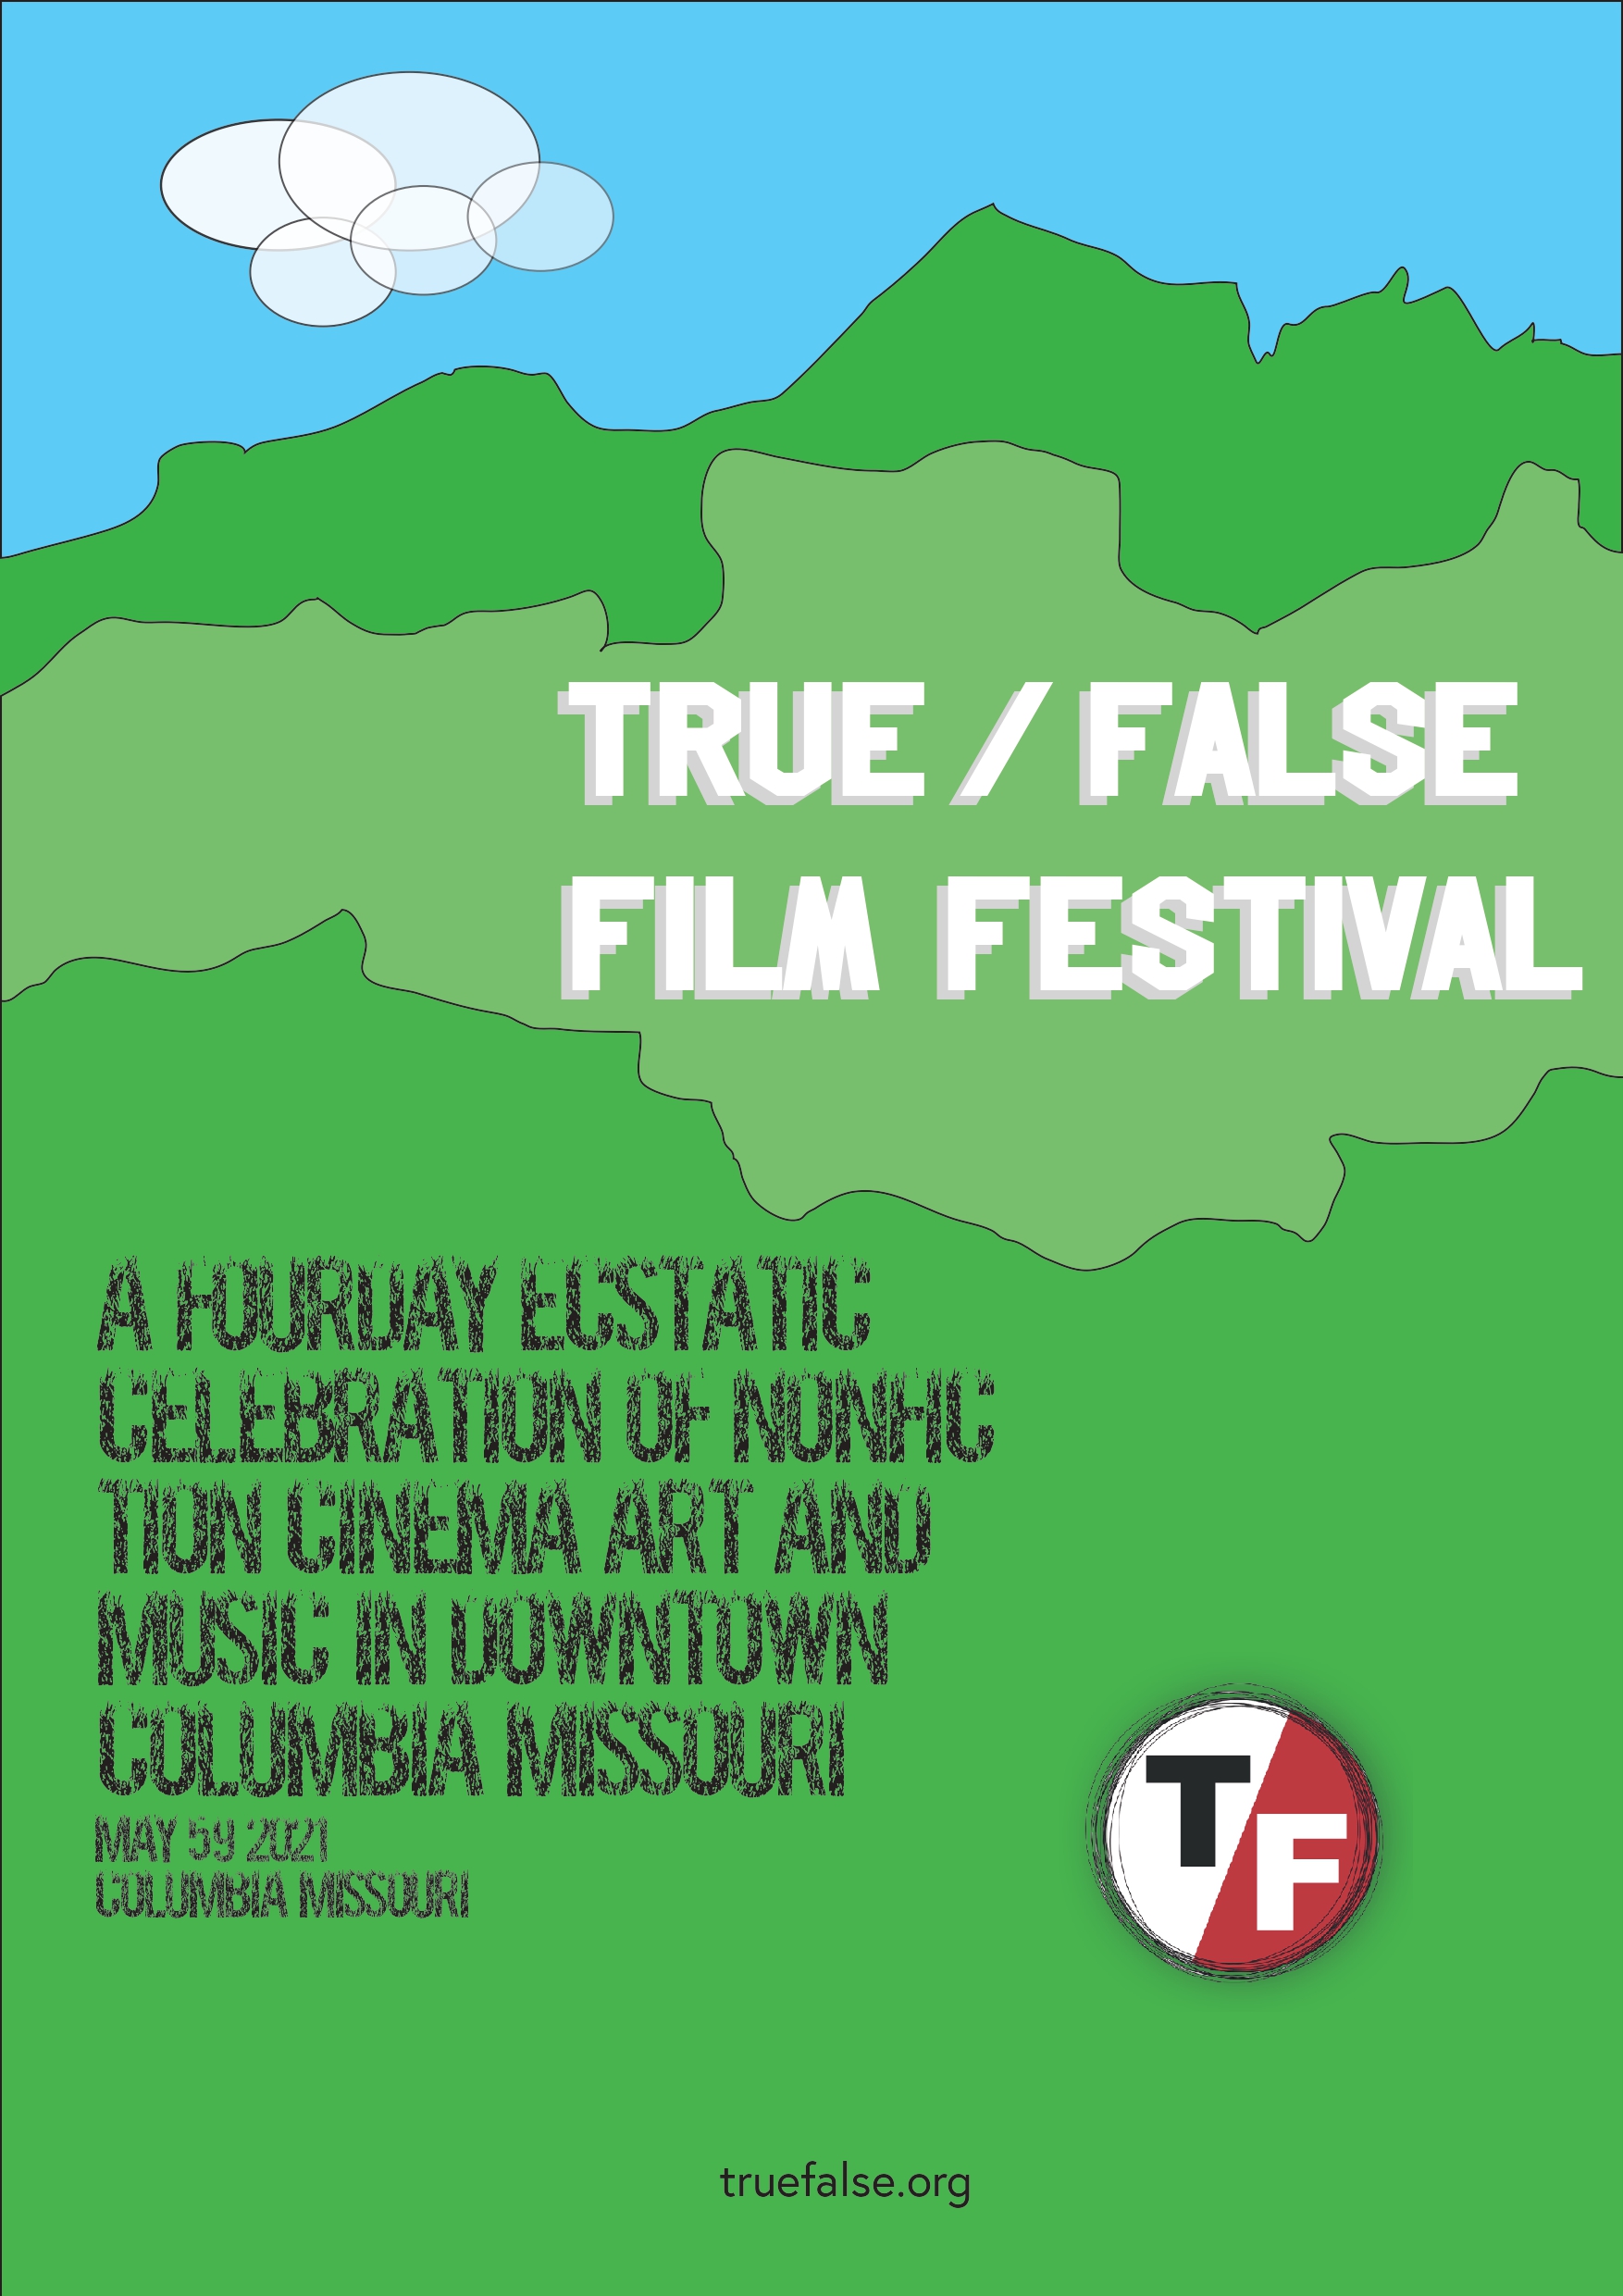 TRUE / FALSE
FILM FESTIVAL
A FOURDAY ECSTATIC
CELEBRATION OF NONFIC
TION CINEMA ART AND
MUSIC IN DOWNTOWN
COLUMBIA MISSOURI
MAY 59 2021
COLUMBIA MISSOURI
TF
truefalse.org